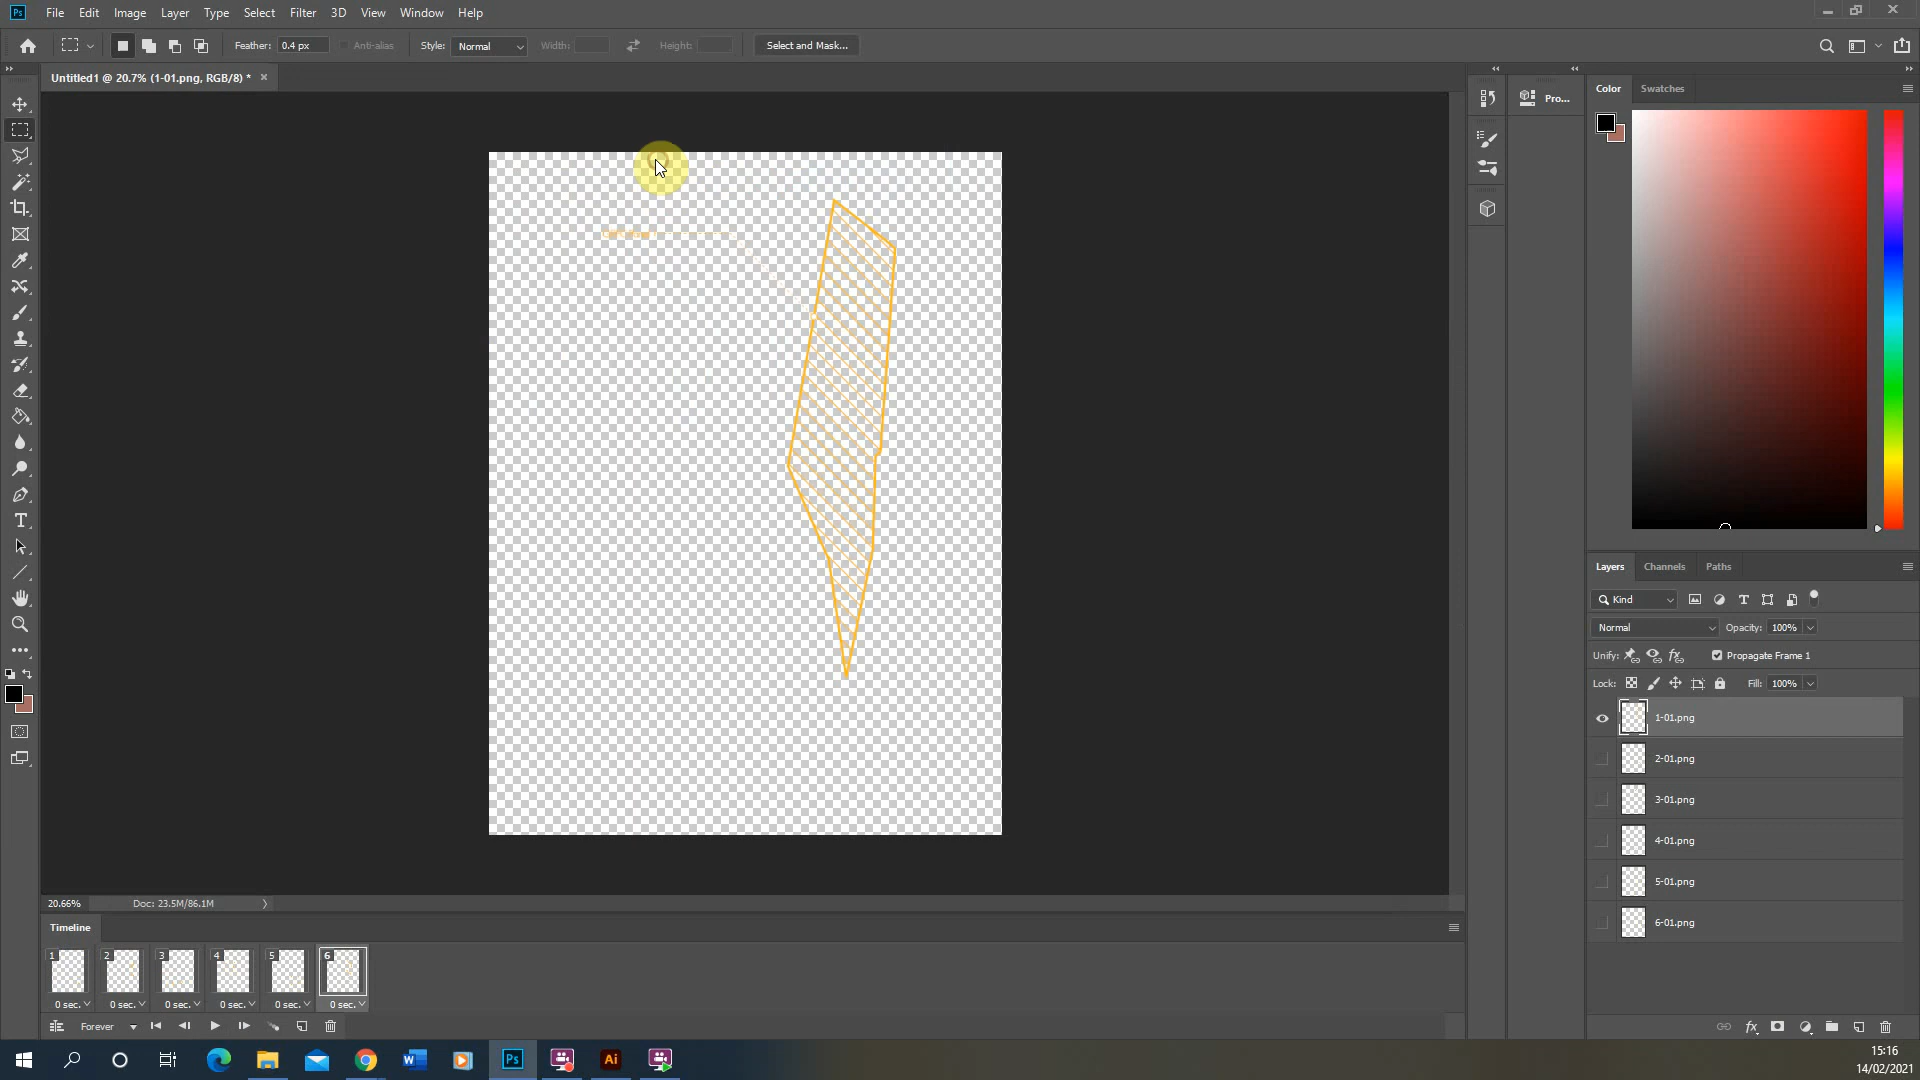 Ps File Edit Image Layer Type Select Filter 3D View Window Help
Feather: 0.4 px Anti-alias Style: Normal Width: Height: Select and Mask...
Untitled1 @ 20.7% (1-01.png, RGB/8) * ×
Pro...
Color Swatches
Layers Channels Paths
Kind
Normal Opacity: 100%
Unify: Propagate Frame 1
Lock: Fill: 100%
1-01.png
2-01.png
3-01.png
4-01.png
5-01.png
6-01.png
20.66% Doc: 23.5M/86.1M
Timeline
1 2 3 4 5 6
0 sec. 0 sec. 0 sec. 0 sec. 0 sec. 0 sec.
Forever
W Ps Ai
15:16
14/02/2021